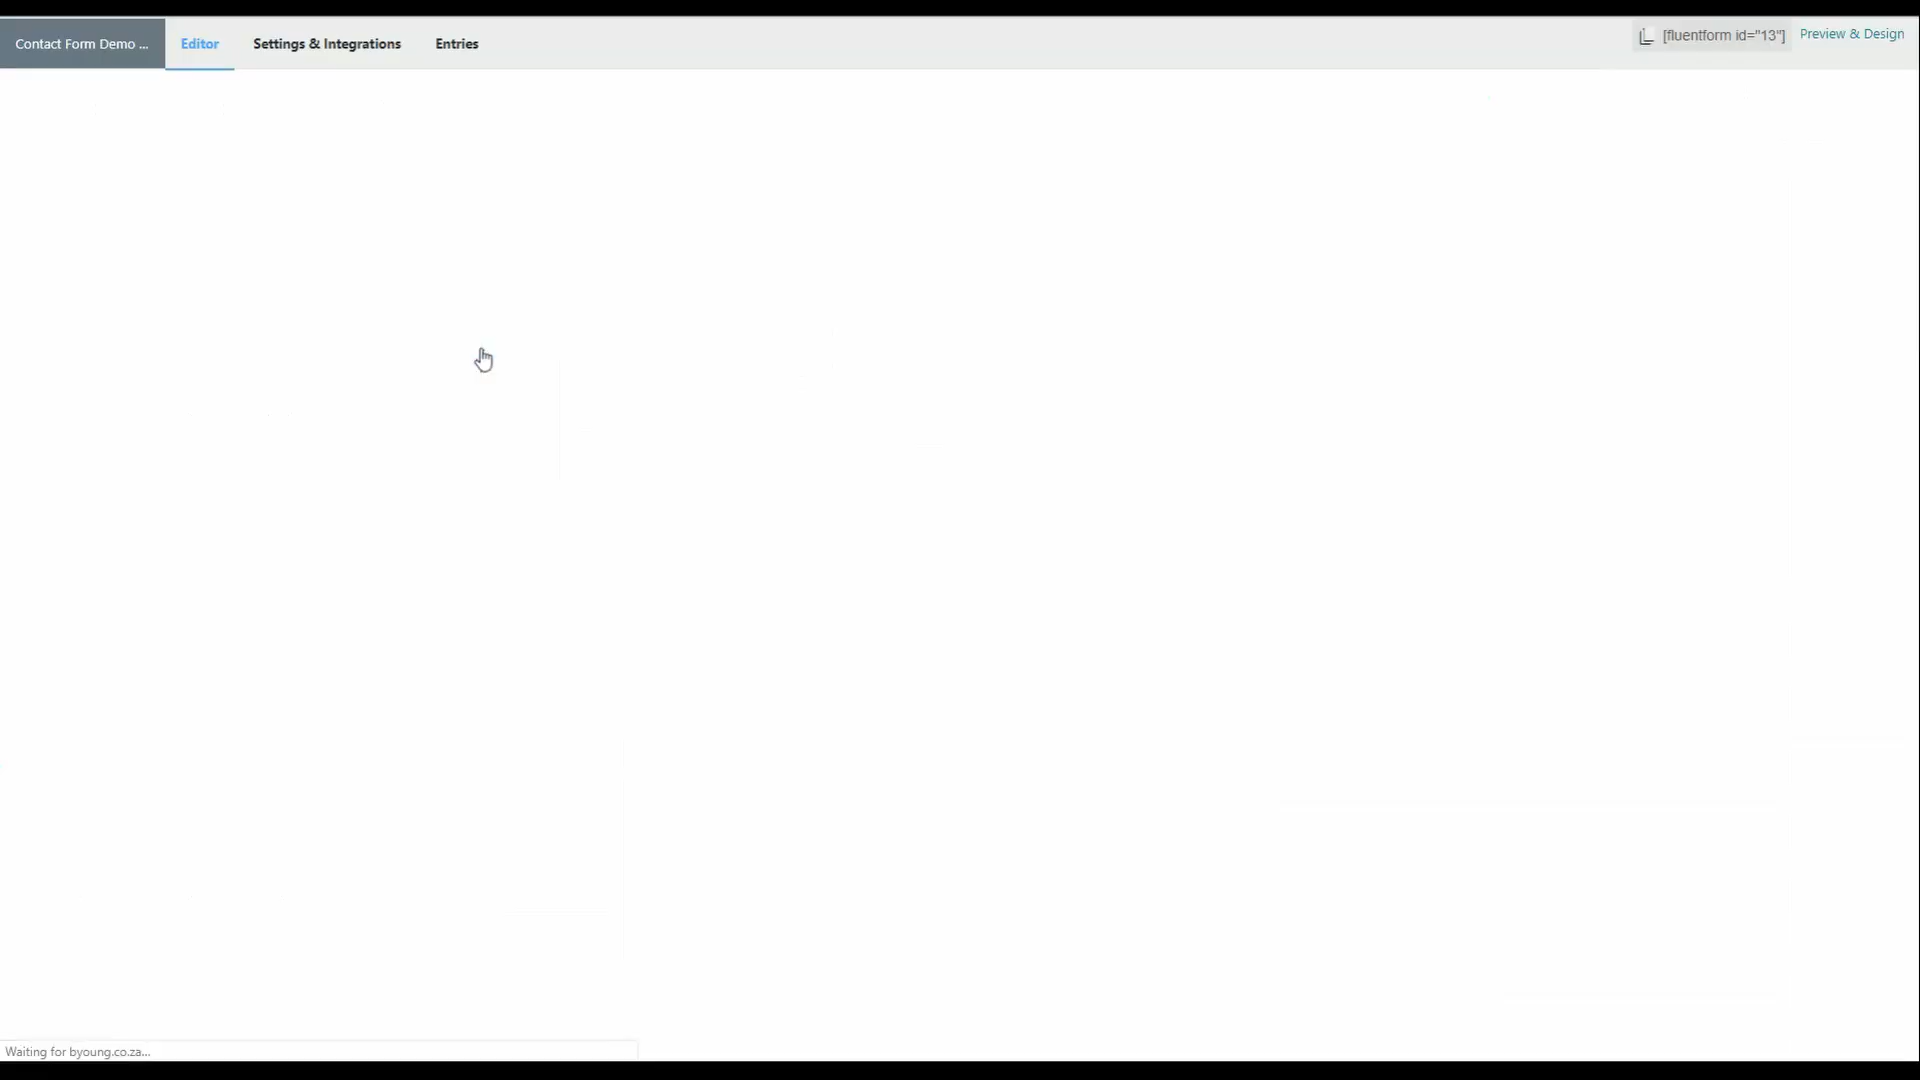 Contact Form Demo ...
Editor
Settings & Integrations
Entries
[fluentform id="13"]
Preview & Design
Waiting for byoung.co.za...